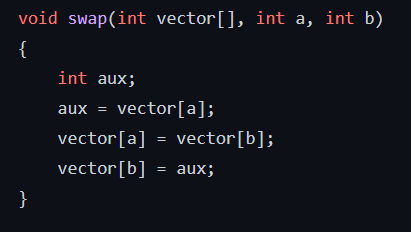 void swap(int vector[], int a, int b)
{
    int aux;
    aux = vector[a];
    vector[a] = vector[b];
    vector[b] = aux;
}